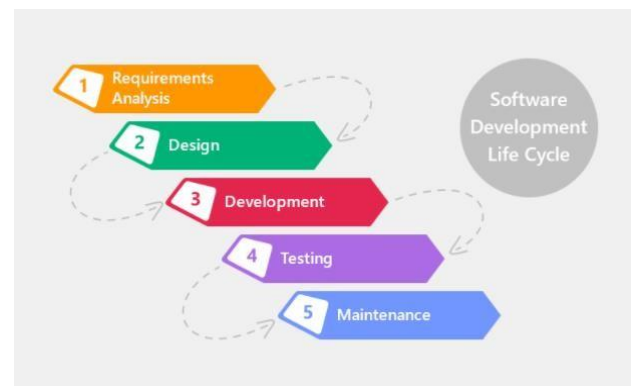 1
Requirements
Analysis
2
Design
3
Development
4
Testing
5
Maintenance
Software
Development
Life Cycle